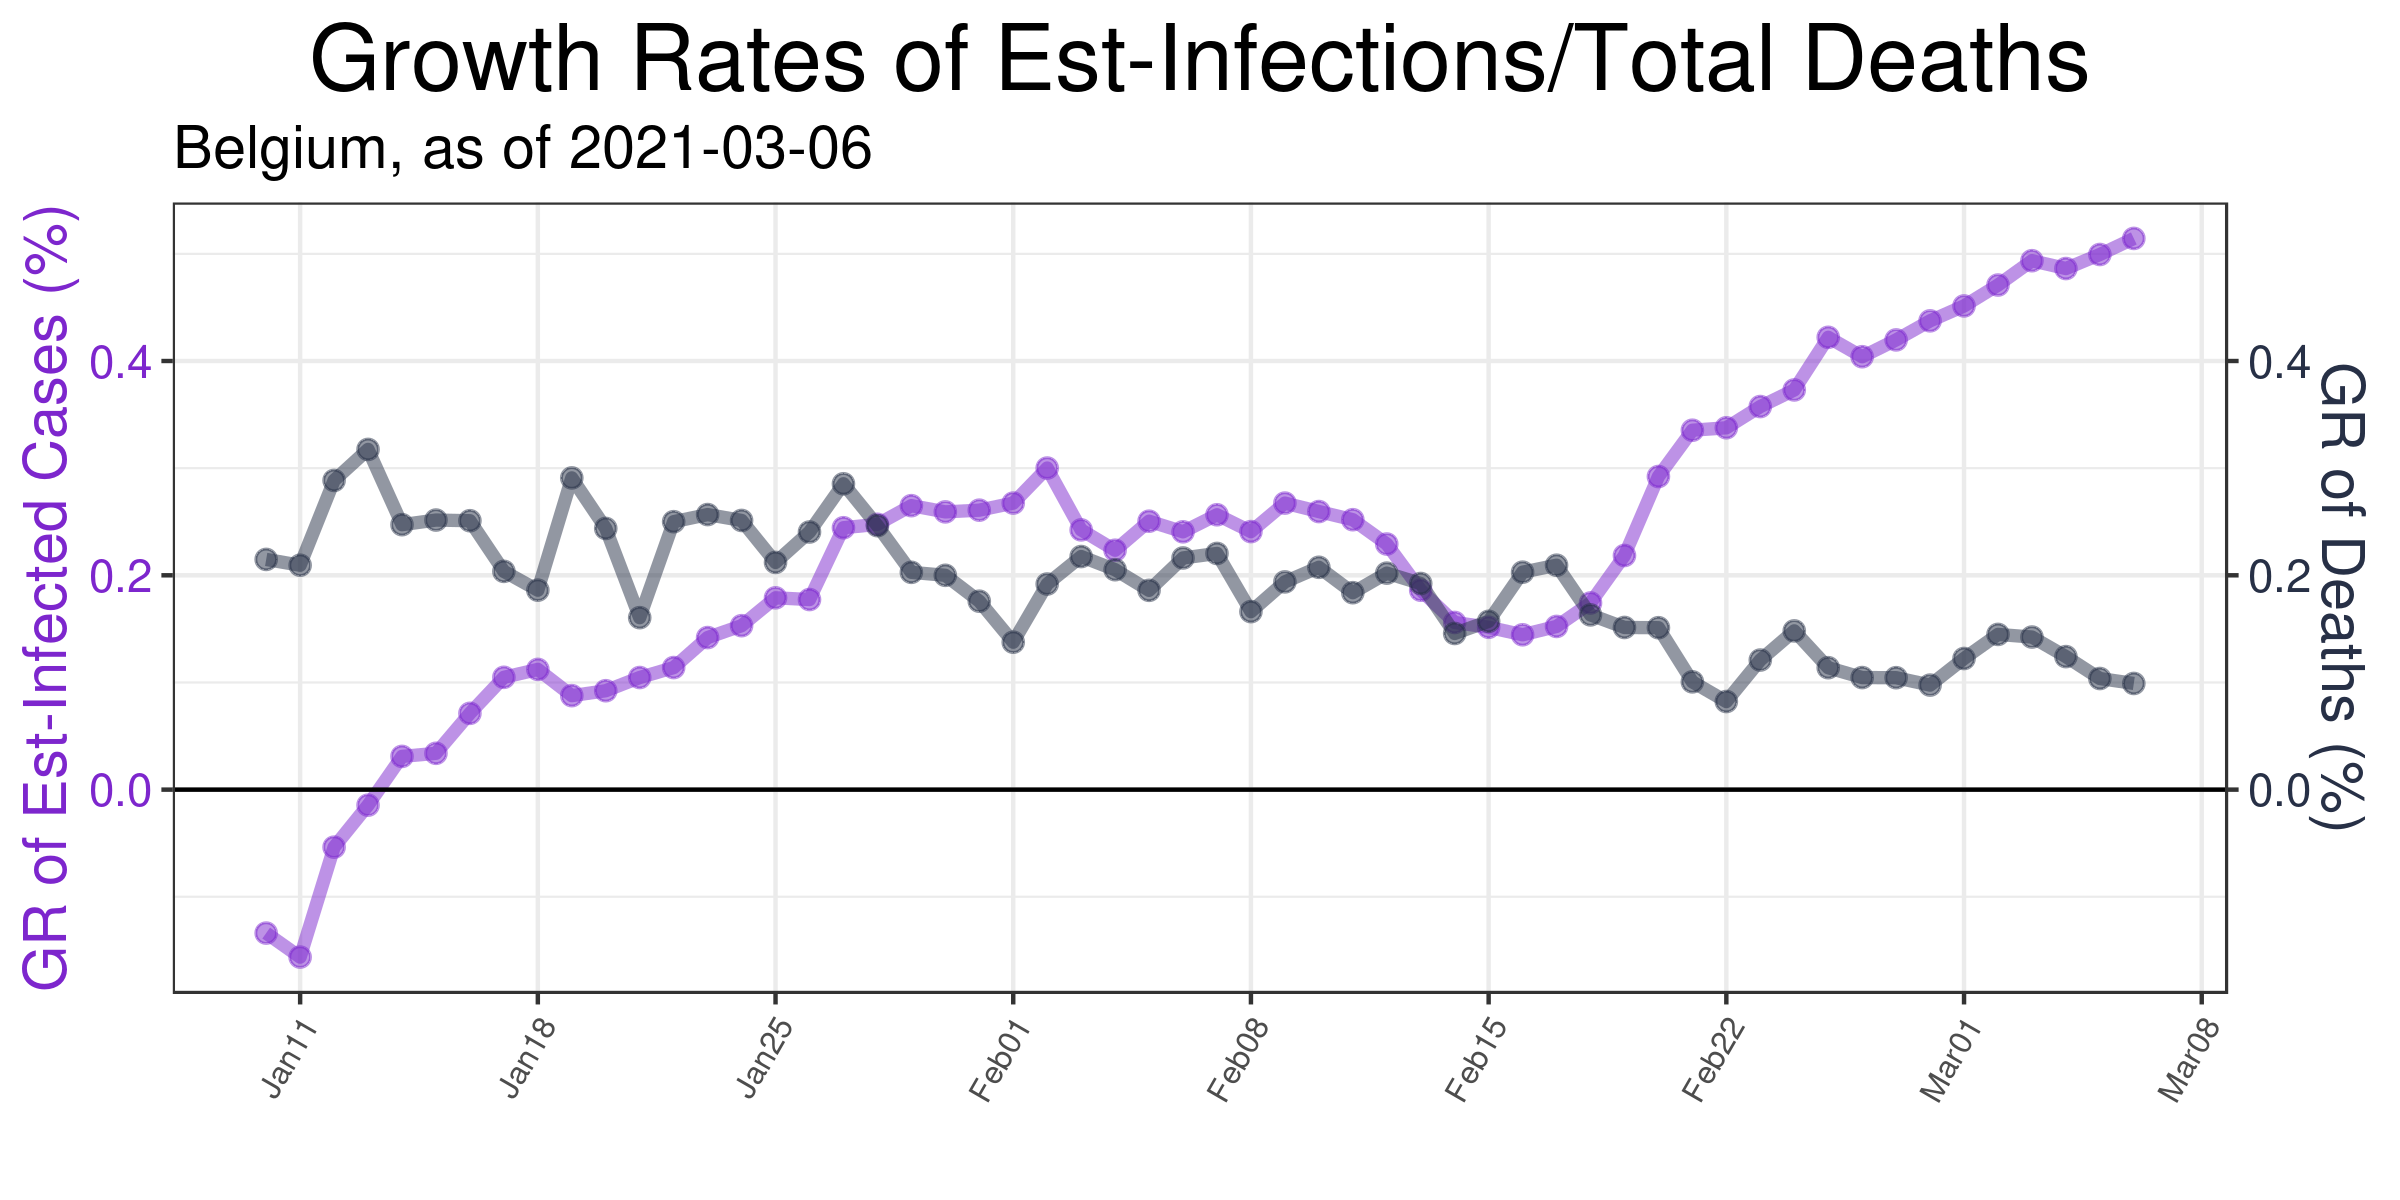 Growth Rates of Est-Infections/Total Deaths
Belgium, as of 2021-03-06
GR of Est-Infected Cases (%)
0.4
0.2
0.0
0.4
0.2
0.0
GR of Deaths (%)
Jan11
Jan18
Jan25
Feb01
Feb08
Feb15
Feb22
Mar01
Mar08